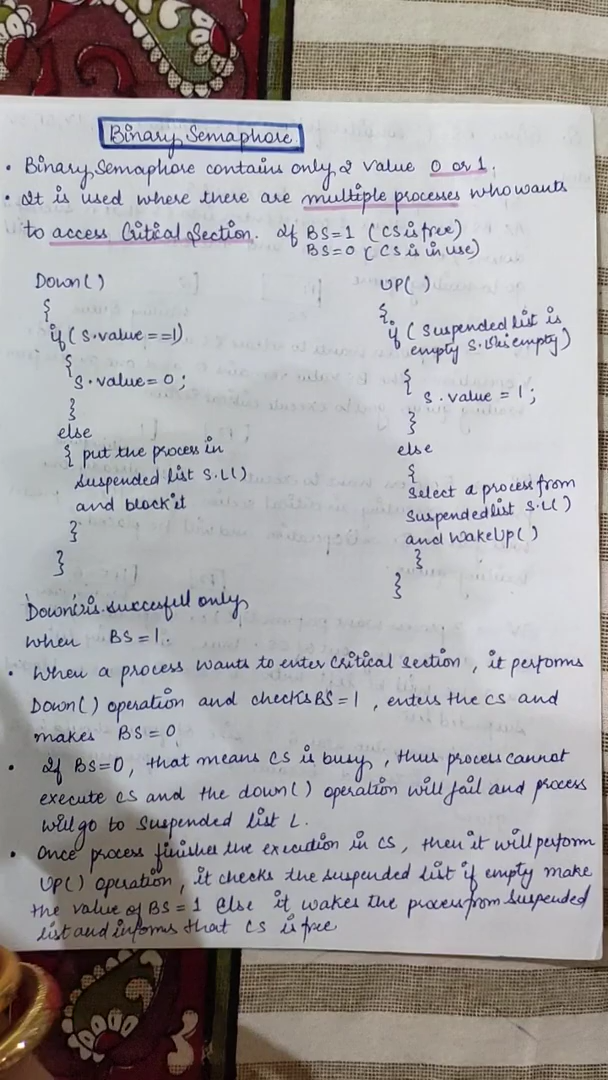 Binary Semaphore
• Binary Semaphore contains only 2 value 0 or 1.
• It is used where there are multiple processes who wants
to access Critical Section. If BS=1 (CS is free)
BS=0 (CS is in use)
Down()
{
if (S.value==1)
{
S.value=0;
}
else
{ put the process in
suspended list S.L()
and block it
}
}
UP()
{
if (Suspended list is
empty S.L is empty)
{
S.value = 1;
}
else
{
Select a process from
Suspended list S.L()
and WakeUp()
}
}
Down() is succesfull only
when BS=1.
• When a process wants to enter Critical section, it performs
Down() operation and checks BS=1, enters the CS and
makes BS=0
• If BS=0, that means CS is busy, thus process cannot
execute CS and the down() operation will fail and process
will go to Suspended list L.
• Once process finishes the execution in CS, then it will perform
UP() operation, it checks the suspended list if empty make
the value of BS=1 Else it wakes the process from Suspended
list and informs that CS is free